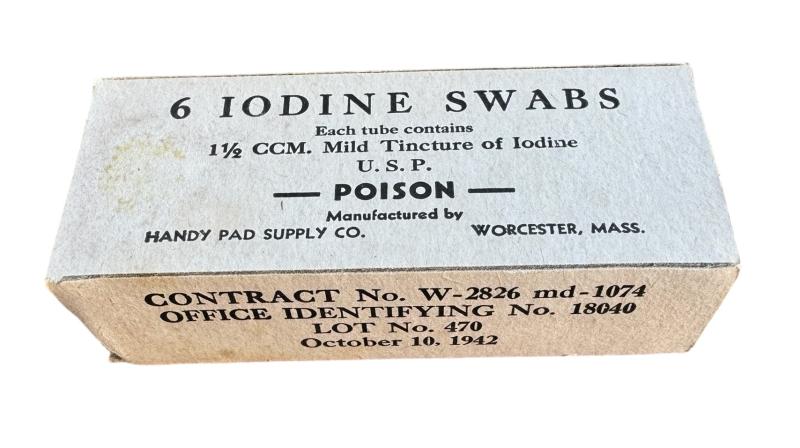 6 IODINE SWABS
Each tube contains
1½ CCM. Mild Tincture of Iodine
U. S. P.
— POISON —
Manufactured by
HANDY PAD SUPPLY CO. WORCESTER, MASS.
CONTRACT No. W-2826 md-1074
OFFICE IDENTIFYING No. 18040
LOT No. 470
October 10, 1942